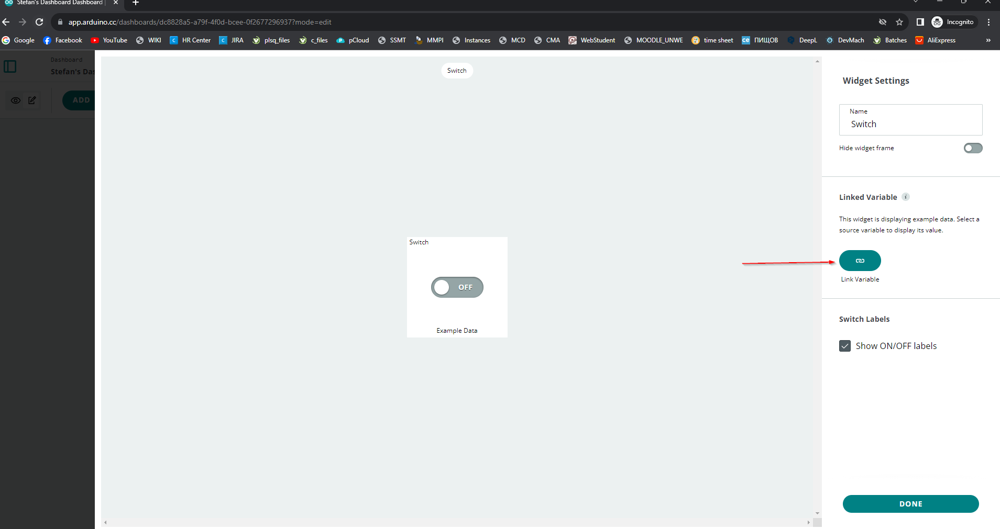 Stefan's Dashboard Dashboard
app.arduino.cc/dashboards/dc8828a5-a79f-4f0d-bcee-0f2677296937?mode=edit
Incognito
Google Facebook YouTube WIKI HR Center JIRA plsq_files c_files pCloud SSMT MMPI Instances MCD CMA WebStudent MOODLE_UNWE time sheet ПИЩОВ DeepL DevMach Batches AliExpress »
Dashboard
Stefan's Das
ADD
Switch
Switch
OFF
Example Data
Widget Settings
Name
Switch
Hide widget frame
Linked Variable i
This widget is displaying example data. Select a
source variable to display its value.
Link Variable
Switch Labels
Show ON/OFF labels
DONE